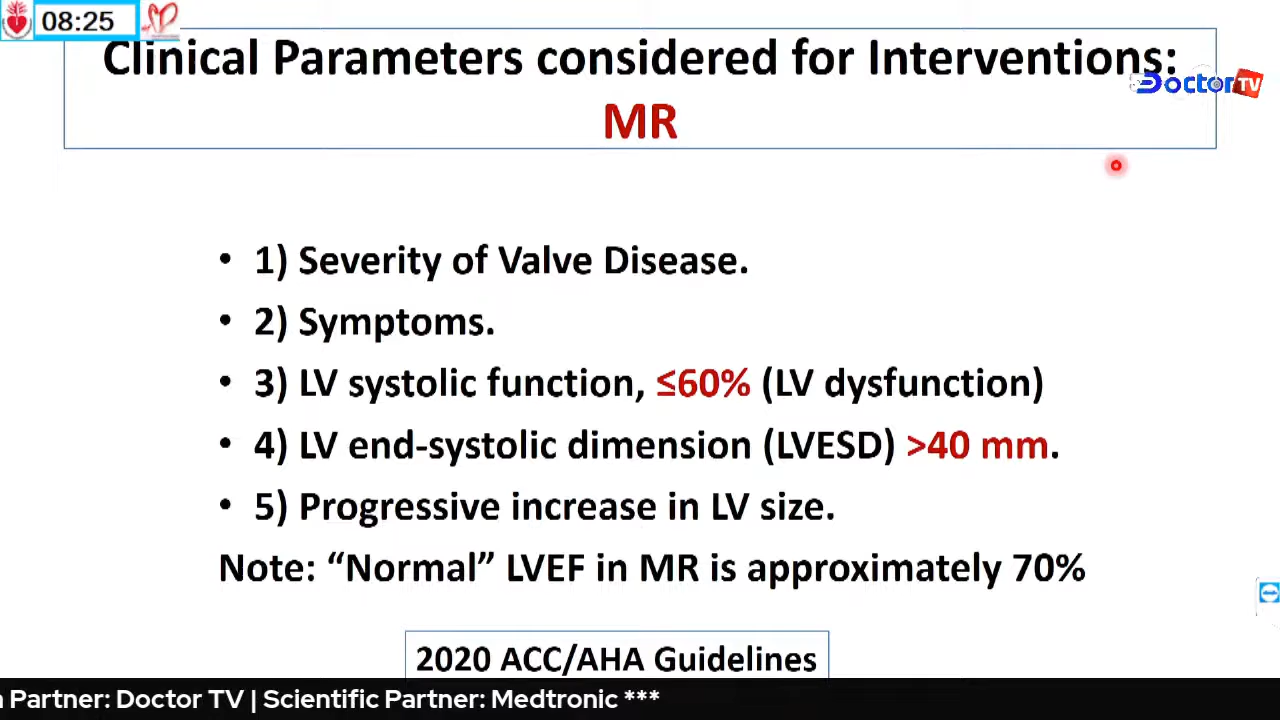 08:25
Clinical Parameters considered for Interventions:
MR
Doctor TV
• 1) Severity of Valve Disease.
• 2) Symptoms.
• 3) LV systolic function, ≤60% (LV dysfunction)
• 4) LV end-systolic dimension (LVESD) >40 mm.
• 5) Progressive increase in LV size.
Note: “Normal” LVEF in MR is approximately 70%
2020 ACC/AHA Guidelines
Partner: Doctor TV | Scientific Partner: Medtronic ***